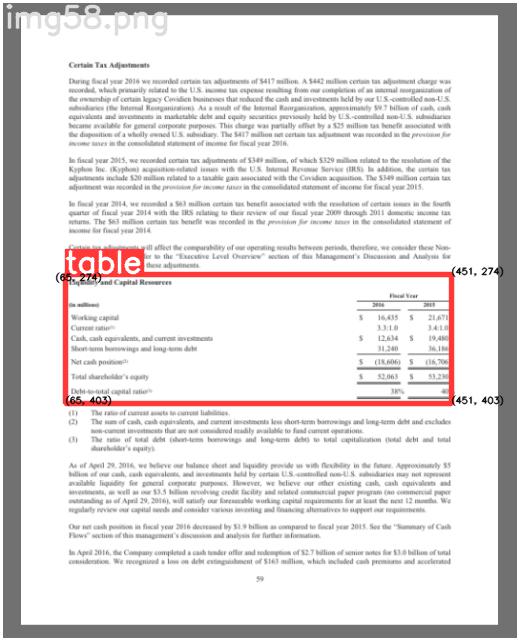 img58.png
Certain Tax Adjustments
During fiscal year 2016 we recorded certain tax adjustments of $417 million. A $442 million certain tax adjustment charge was
recorded, which primarily related to the U.S. income tax expense resulting from our completion of an internal reorganization of
the ownership of certain legacy Covidien businesses that reduced the cash and investments held by our U.S.-controlled non-U.S.
subsidiaries (the Internal Reorganization). As a result of the Internal Reorganization, approximately $9.7 billion of cash, cash
equivalents and investments in marketable debt and equity securities previously held by U.S.-controlled non-U.S. subsidiaries
became available for general corporate purposes. This charge was partially offset by a $25 million tax benefit associated with
the disposition of a wholly owned U.S. subsidiary. The $417 million net certain tax adjustment was recorded in the provision for
income taxes in the consolidated statement of income for fiscal year 2016.
In fiscal year 2015, we recorded certain tax adjustments of $349 million, of which $329 million related to the resolution of the
Kyphon Inc. (Kyphon) acquisition-related issues with the U.S. Internal Revenue Service (IRS). In addition, the certain tax
adjustments include $20 million related to a taxable gain associated with the Covidien acquisition. The $349 million certain tax
adjustment was recorded in the provision for income taxes in the consolidated statement of income for fiscal year 2015.
In fiscal year 2014, we recorded a $63 million certain tax benefit associated with the resolution of certain issues in the fourth
quarter of fiscal year 2014 with the IRS relating to their review of our fiscal year 2009 through 2011 domestic income tax
returns. The $63 million certain tax benefit was recorded in the provision for income taxes in the consolidated statement of
income for fiscal year 2014.
Certain tax adjustments will affect the comparability of our operating results between periods, therefore, we consider these Non-
to the "Executive Level Overview" section of this Management's Discussion and Analysis for
these adjustments.
table
(65, 274) (451, 274)
Liquidity and Capital Resources
Fiscal Year
(in millions) 2016 2015
Working capital $ 16,435 $ 21,671
Current ratio(1) 3.3:1.0 3.4:1.0
Cash, cash equivalents, and current investments $ 12,634 $ 19,480
Short-term borrowings and long-term debt 31,240 36,186
Net cash position(2) $ (18,606) $ (16,706
Total shareholder's equity $ 52,063 $ 53,230
Debt-to-total capital ratio(3) 38% 40
(65, 403) (451, 403)
(1) The ratio of current assets to current liabilities.
(2) The sum of cash, cash equivalents, and current investments less short-term borrowings and long-term debt and excludes
non-current investments that are not considered readily available to fund current operations.
(3) The ratio of total debt (short-term borrowings and long-term debt) to total capitalization (total debt and total
shareholder's equity).
As of April 29, 2016, we believe our balance sheet and liquidity provide us with flexibility in the future. Approximately $5
billion of our cash, cash equivalents, and investments held by certain U.S.-controlled non-U.S. subsidiaries may not represent
available liquidity for general corporate purposes. However, we believe our other existing cash, cash equivalents and
investments, as well as our $3.5 billion revolving credit facility and related commercial paper program (no commercial paper
outstanding as of April 29, 2016), will satisfy our foreseeable working capital requirements for at least the next 12 months. We
regularly review our capital needs and consider various investing and financing alternatives to support our requirements.
Our net cash position in fiscal year 2016 decreased by $1.9 billion as compared to fiscal year 2015. See the "Summary of Cash
Flows" section of this management's discussion and analysis for further information.
In April 2016, the Company completed a cash tender offer and redemption of $2.7 billion of senior notes for $3.0 billion of total
consideration. We recognized a loss on debt extinguishment of $163 million, which included cash premiums and accelerated
59